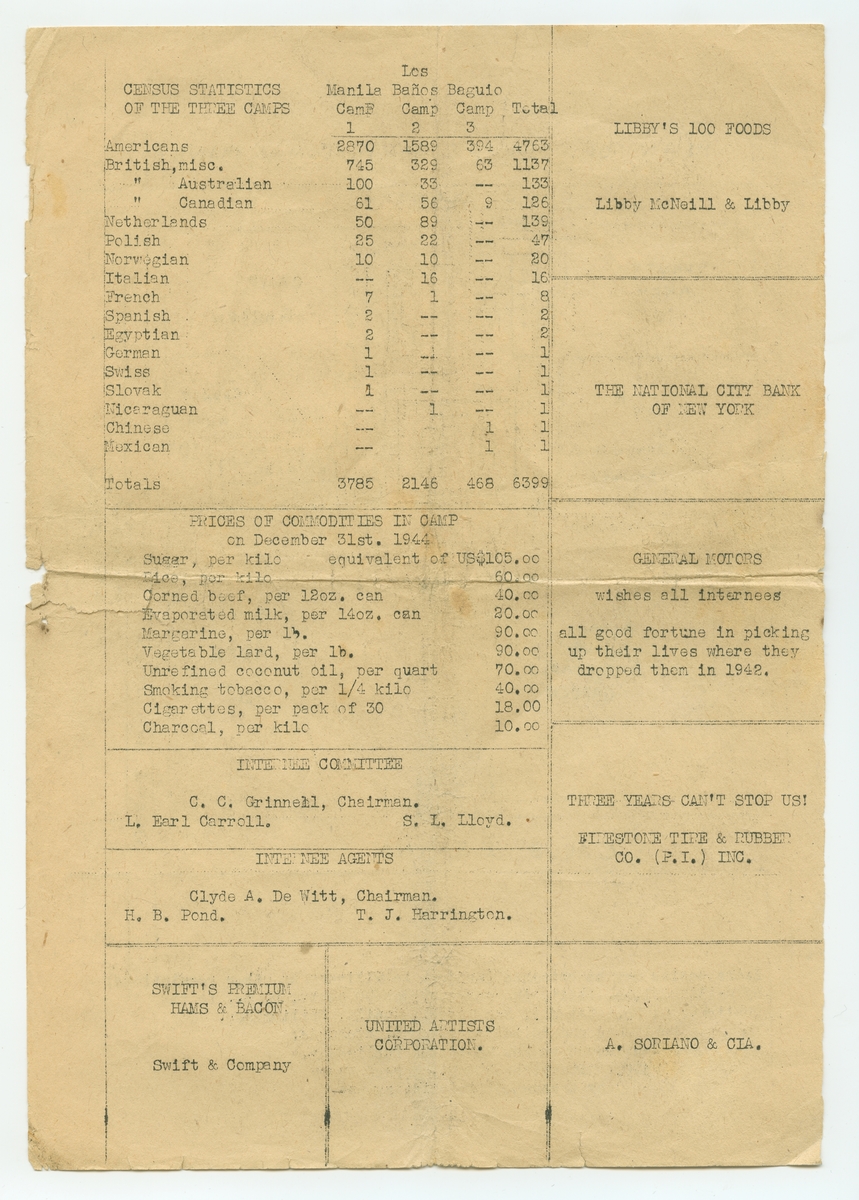 Los
CENSUS STATISTICS Manila Baños Baguio
OF THE THREE CAMPS Camp Camp Camp Total
1 2 3
Americans 2870 1589 394 4763
British,misc. 745 329 63 1137
" Australian 100 33 -- 133
" Canadian 61 56 9 126
Netherlands 50 89 -- 139
Polish 25 22 -- 47
Norwegian 10 10 -- 20
Italian -- 16 -- 16
French 7 1 -- 8
Spanish 2 -- -- 2
Egyptian 2 -- -- 2
German 1 -- -- 1
Swiss 1 -- -- 1
Slovak 1 -- -- 1
Nicaraguan -- 1 -- 1
Chinese -- 1 1
Mexican -- 1 1
Totals 3785 2146 468 6399
PRICES OF COMMODITIES IN CAMP
on December 31st. 1944
Sugar, per kilo equivalent of US$105.00
Rice, per kilo 60.00
Corned beef, per 12oz. can 40.00
Evaporated milk, per 14oz. can 20.00
Margarine, per lb. 90.00
Vegetable lard, per lb. 90.00
Unrefined coconut oil, per quart 70.00
Smoking tobacco, per 1/4 kilo 40.00
Cigarettes, per pack of 30 18.00
Charcoal, per kilo 10.00
INTERNEE COMMITTEE
C. C. Grinnell, Chairman.
L. Earl Carroll. S. L. Lloyd.
INTERNEE AGENTS
Clyde A. De Witt, Chairman.
H. B. Pond. T. J. Harrington.
SWIFT'S PREMIUM
HAMS & BACON
Swift & Company
UNITED ARTISTS
CORPORATION.
LIBBY'S 100 FOODS
Libby McNeill & Libby
THE NATIONAL CITY BANK
OF NEW YORK
GENERAL MOTORS
wishes all internees
all good fortune in picking
up their lives where they
dropped them in 1942.
THREE YEARS CAN'T STOP US!
FIRESTONE TIRE & RUBBER
CO. (P.I.) INC.
A. SORIANO & CIA.